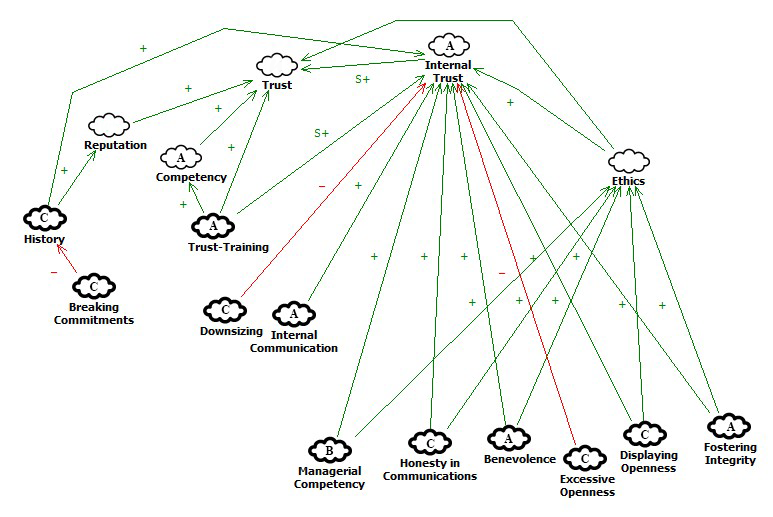 A
Internal
Trust
Trust
+
S+
+
+
+
+
S+
Reputation
A
Competency
+
Ethics
+
+
C
History
A
Trust-Training
−
+
−
C
Breaking
Commitments
C
Downsizing
A
Internal
Communication
+
+
+
+
+
−
+
+
+
+
+
B
Managerial
Competency
C
Honesty in
Communications
A
Benevolence
C
Excessive
Openness
C
Displaying
Openness
A
Fostering
Integrity